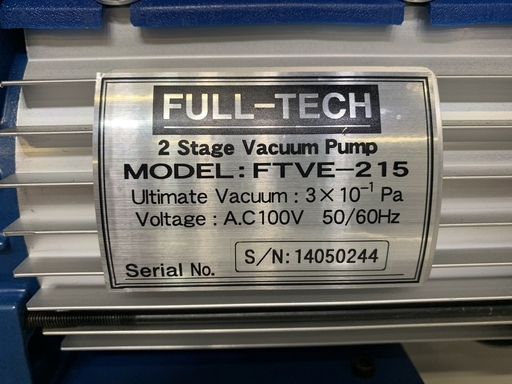 FULL-TECH
2 Stage Vacuum Pump
MODEL: FTVE-215
Ultimate Vacuum : 3×10⁻¹ Pa
Voltage : A.C100V 50/60Hz
Serial No. S/N: 14050244